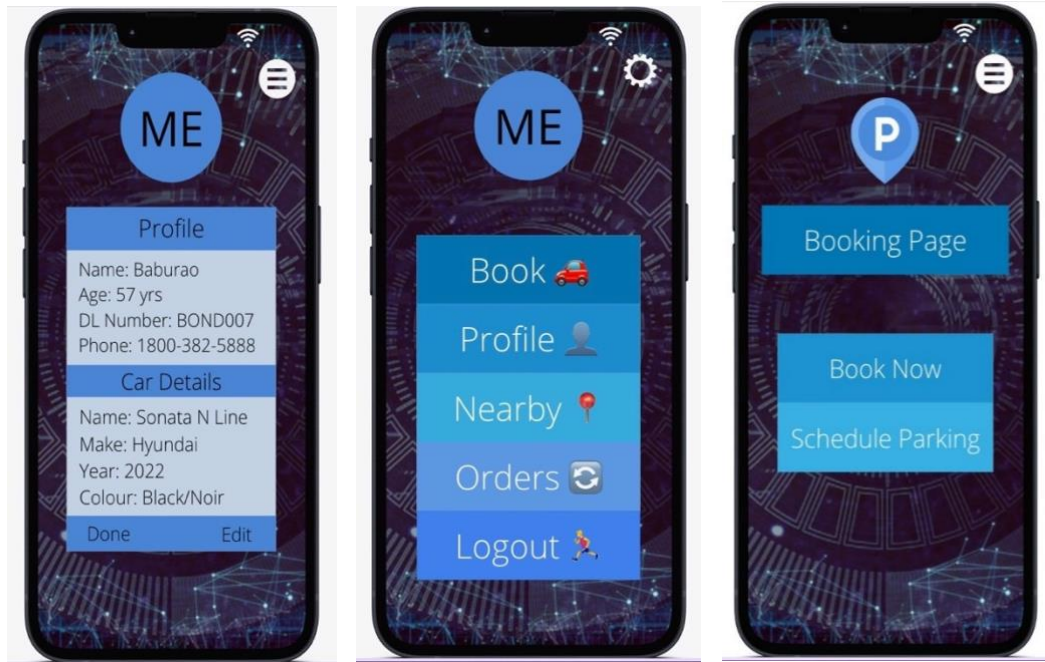 ME
Profile
Name: Baburao
Age: 57 yrs
DL Number: BOND007
Phone: 1800-382-5888
Car Details
Name: Sonata N Line
Make: Hyundai
Year: 2022
Colour: Black/Noir
Done Edit
ME
Book
Profile
Nearby
Orders
Logout
P
Booking Page
Book Now
Schedule Parking